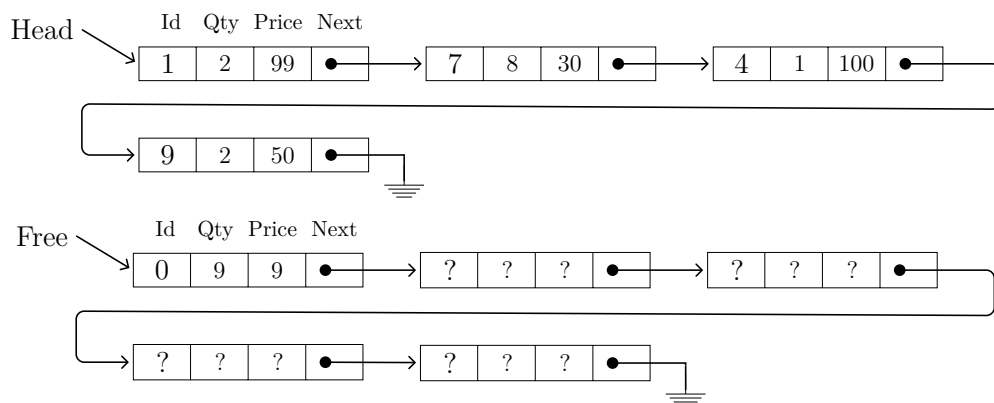 Id Qty Price Next
Head
1 2 99 7 8 30 4 1 100
9 2 50
Id Qty Price Next
Free
0 9 9 ? ? ? ? ? ?
? ? ? ? ? ?